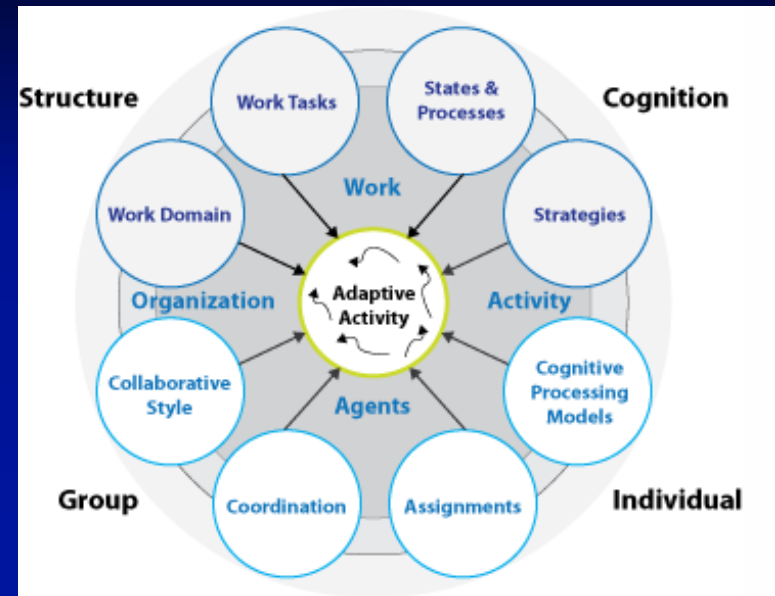 Structure
Cognition
Work Tasks
States &
Processes
Work Domain
Work
Strategies
Organization
Adaptive
Activity
Activity
Collaborative
Style
Agents
Cognitive
Processing
Models
Group
Coordination
Assignments
Individual